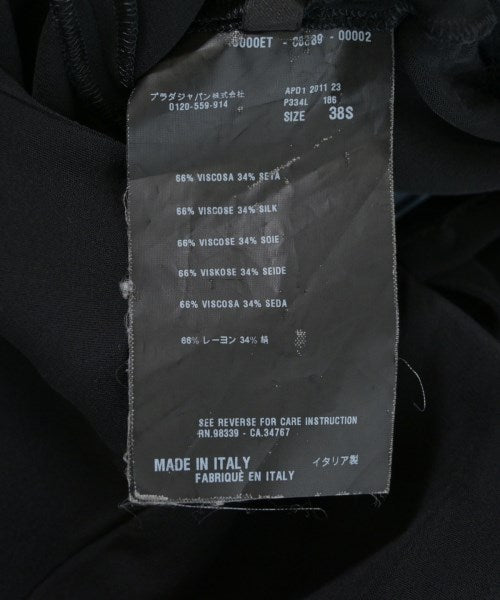 0000ET - 00339 - 00002
プラダジャパン株式会社
0120-559-914
APD1 2011 23
P334L 186
SIZE 38S
66% VISCOSA 34% SETA
66% VISCOSE 34% SILK
66% VISCOSE 34% SOIE
66% VISKOSE 34% SEIDE
66% VISCOSA 34% SEDA
66% レーヨン 34% 絹
SEE REVERSE FOR CARE INSTRUCTION
RN.98339 - CA.34767
MADE IN ITALY イタリア製
FABRIQUÉ EN ITALY